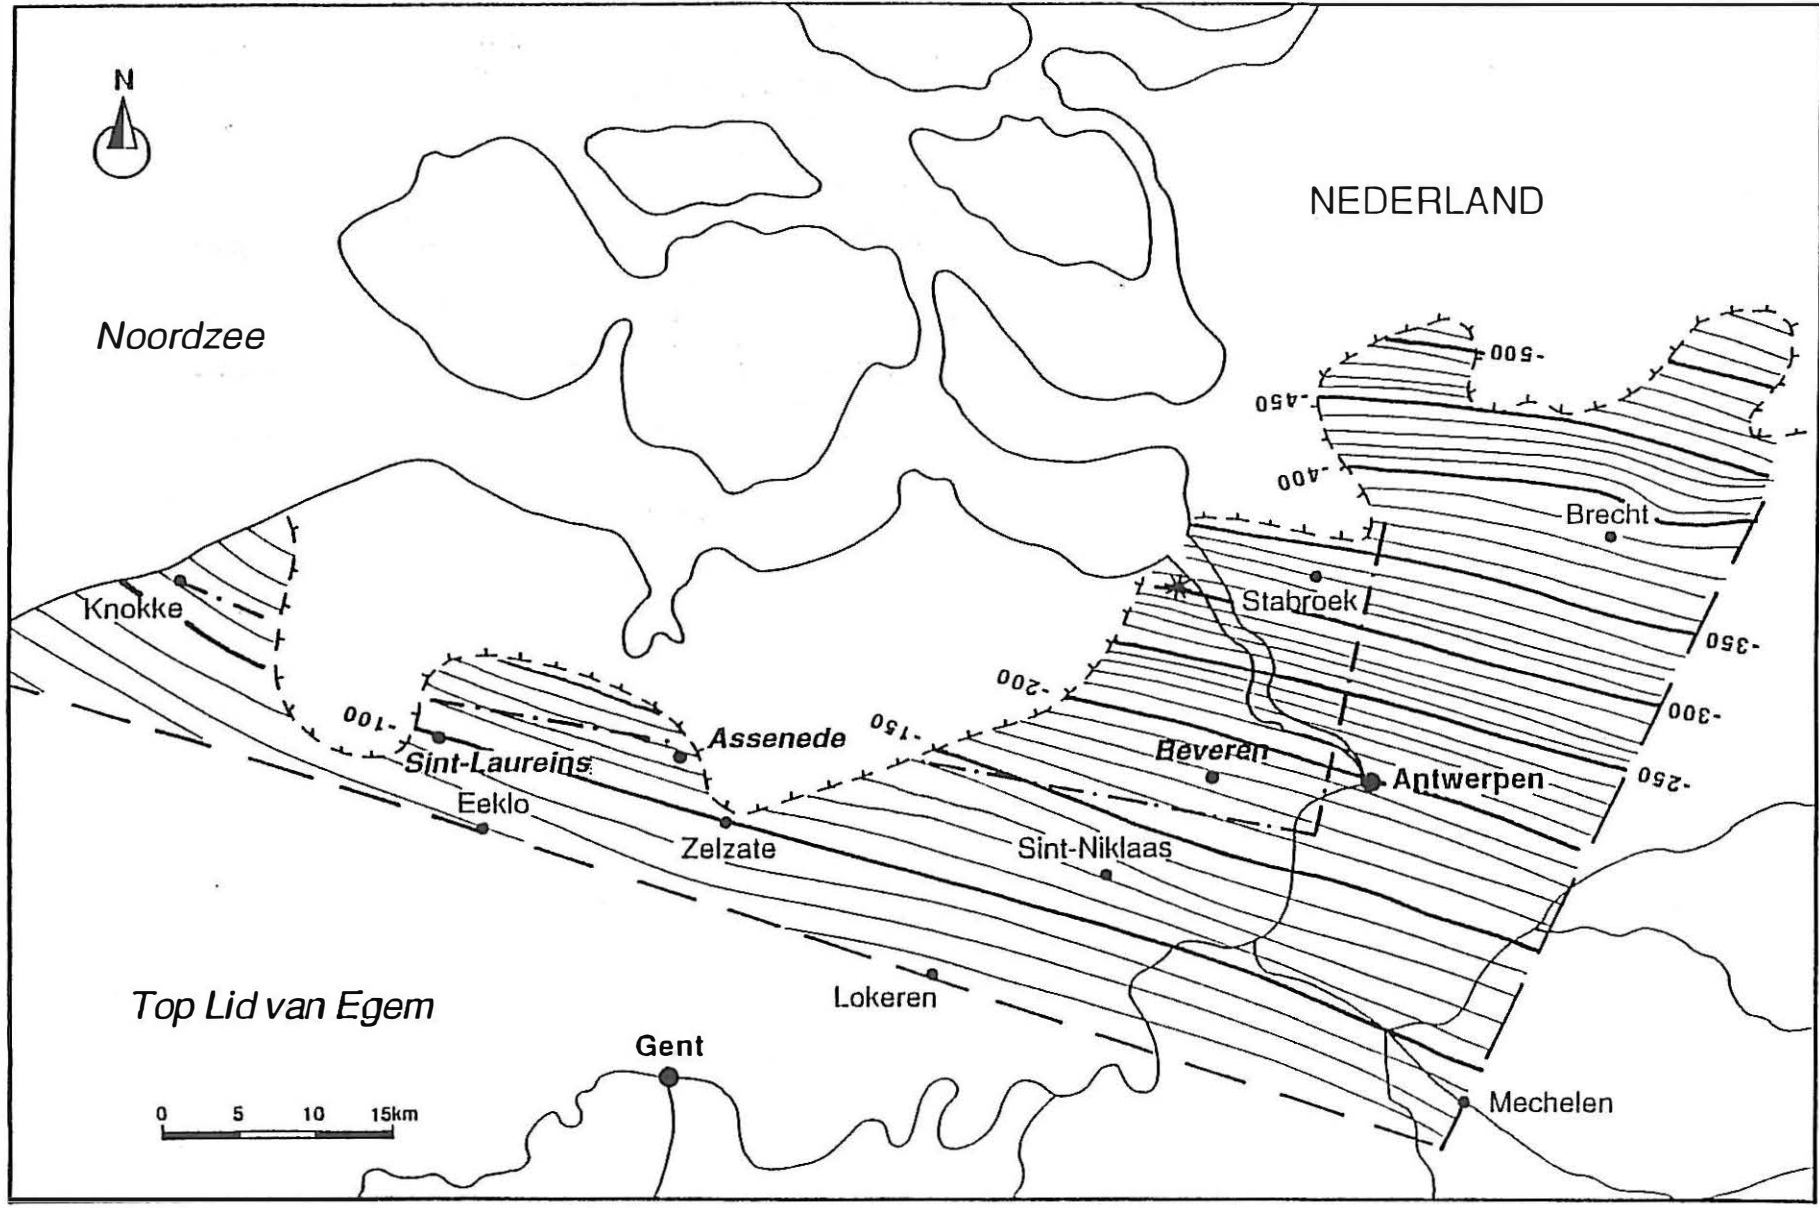 N
NEDERLAND
Noordzee
-500
-450
-400
Brecht
Knokke
Stabroek
-350
-300
-250
-200
-150
-100
Assenede
Beveren
Sint-Laureins
Antwerpen
Eeklo
Zelzate
Sint-Niklaas
Lokeren
Top Lid van Egem
Gent
Mechelen
0 5 10 15km